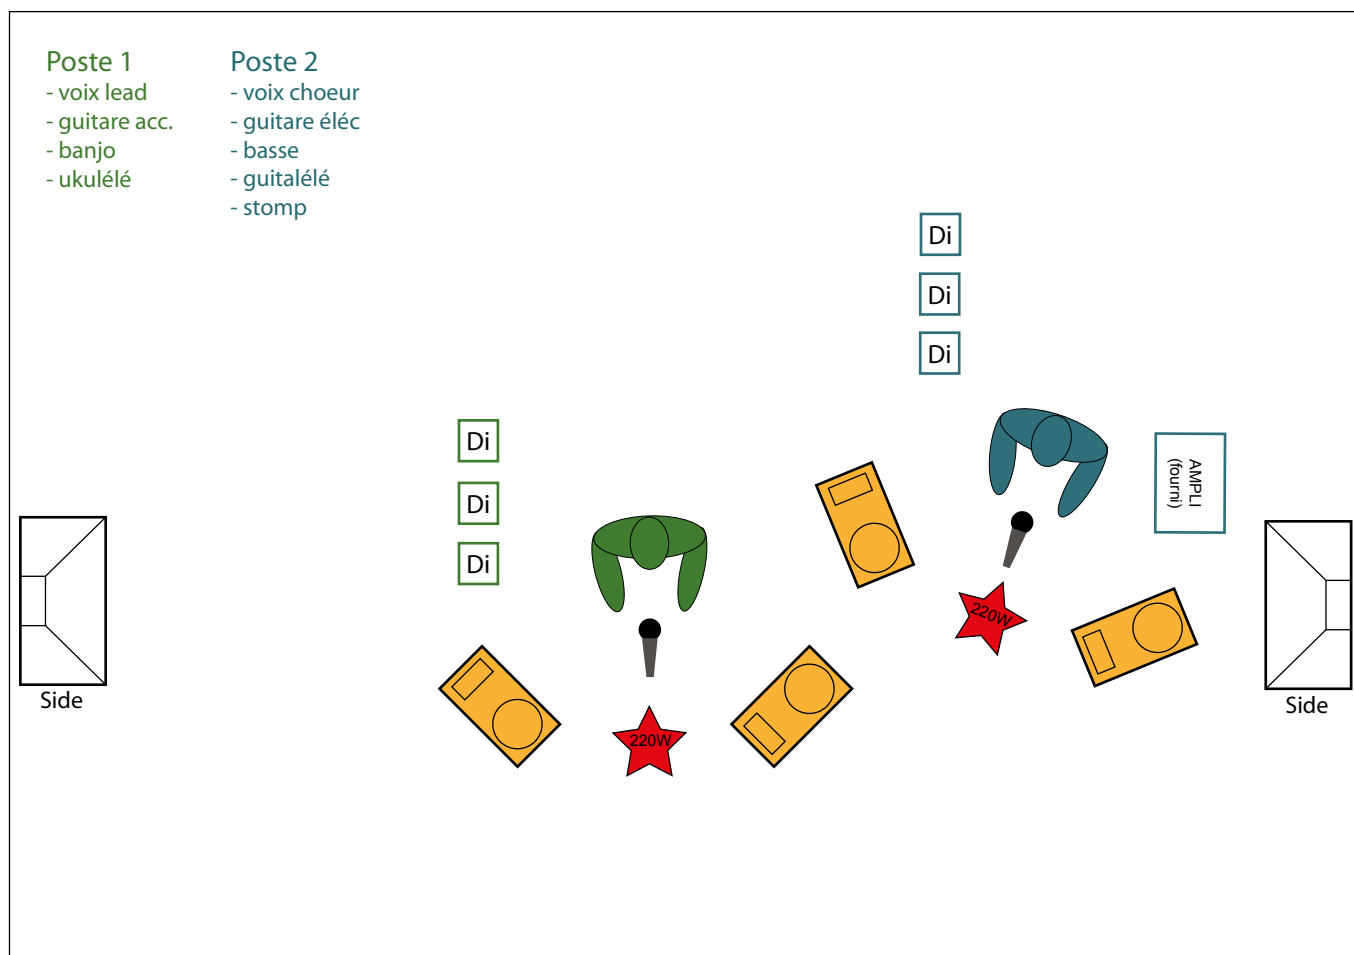 Poste 1
- voix lead
- guitare acc.
- banjo
- ukulélé
Poste 2
- voix choeur
- guitare éléc
- basse
- guitalélé
- stomp
Di
Di
Di
Di
Di
Di
AMPLI
(fourni)
220W
220W
Side
Side